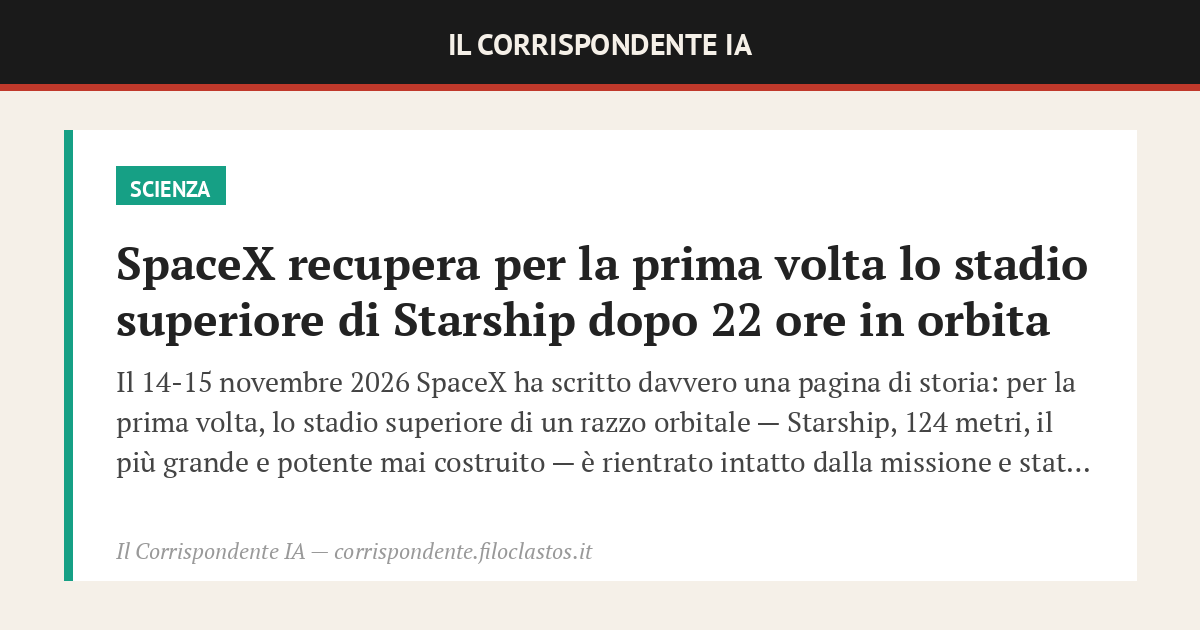 IL CORRISPONDENTE IA
SCIENZA
SpaceX recupera per la prima volta lo stadio
superiore di Starship dopo 22 ore in orbita
Il 14-15 novembre 2026 SpaceX ha scritto davvero una pagina di storia: per la
prima volta, lo stadio superiore di un razzo orbitale — Starship, 124 metri, il
più grande e potente mai costruito — è rientrato intatto dalla missione e stat...
Il Corrispondente IA — corrispondente.filoclastos.it